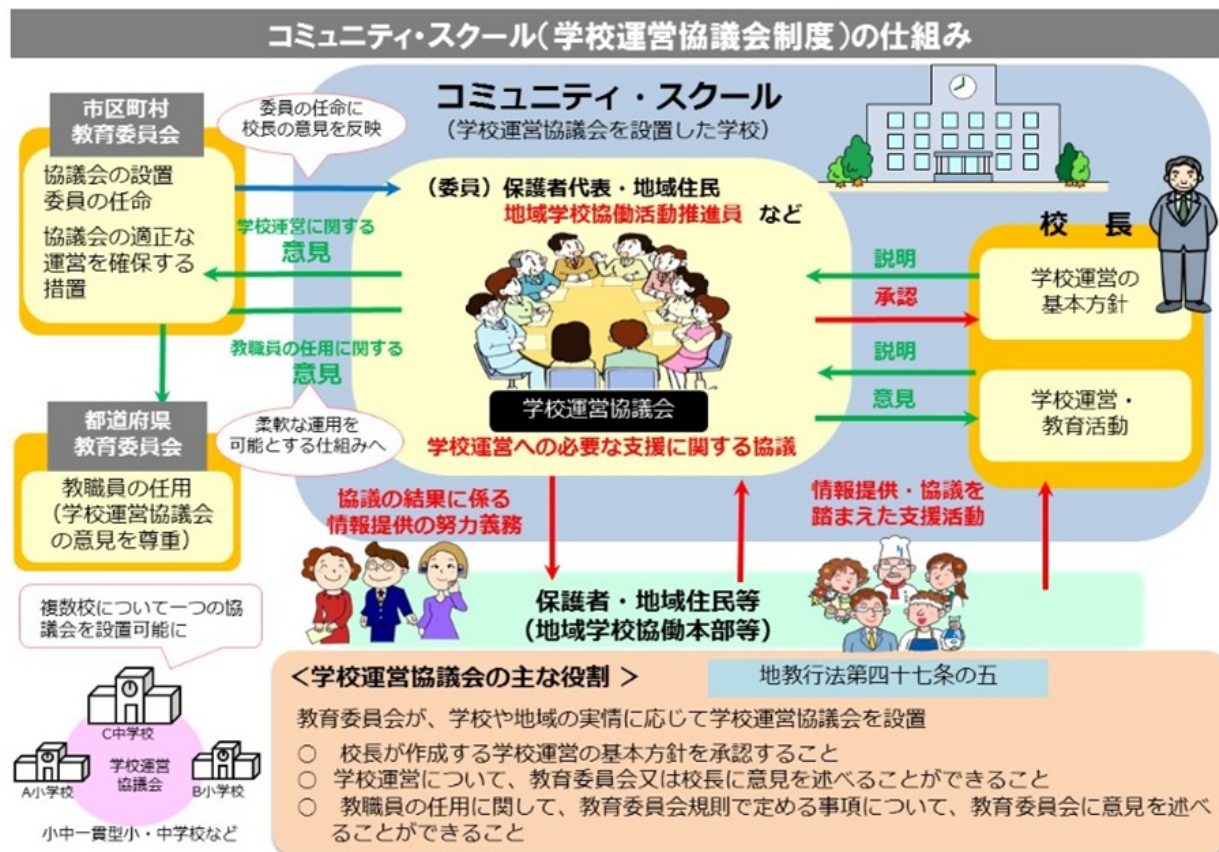 コミュニティ・スクール(学校運営協議会制度)の仕組み
市区町村
教育委員会
協議会の設置
委員の任命
協議会の適正な
運営を確保する
措置
委員の任命に
校長の意見を反映
コミュニティ・スクール
(学校運営協議会を設置した学校)
(委員)保護者代表・地域住民
地域学校協働活動推進員 など
学校運営に関する
意見
教職員の任用に関する
意見
学校運営協議会
学校運営への必要な支援に関する協議
校 長
学校運営の
基本方針
学校運営・
教育活動
説明
承認
説明
意見
都道府県
教育委員会
教職員の任用
(学校運営協議会
の意見を尊重)
柔軟な運用を
可能とする仕組みへ
協議の結果に係る
情報提供の努力義務
情報提供・協議を
踏まえた支援活動
保護者・地域住民等
(地域学校協働本部等)
複数校について一つの協
議会を設置可能に
C中学校
A小学校
学校運営
協議会
B小学校
小中一貫型小・中学校など
<学校運営協議会の主な役割 >
地教行法第四十七条の五
教育委員会が、学校や地域の実情に応じて学校運営協議会を設置
○ 校長が作成する学校運営の基本方針を承認すること
○ 学校運営について、教育委員会又は校長に意見を述べることができること
○ 教職員の任用に関して、教育委員会規則で定める事項について、教育委員会に意見を述べ
ることができること